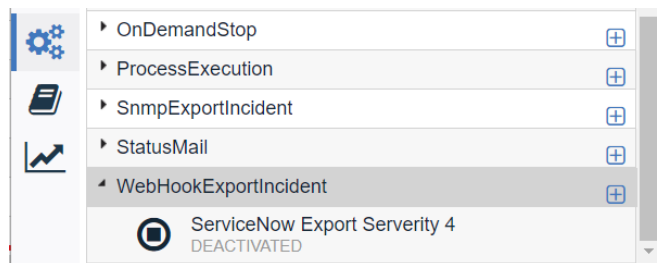 OnDemandStop
ProcessExecution
SnmpExportIncident
StatusMail
WebHookExportIncident
ServiceNow Export Serverity 4
DEACTIVATED